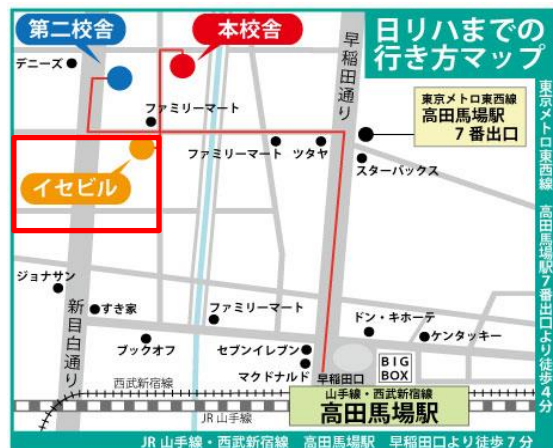 日リハまでの
行き方マップ
第二校舎
本校舎
デニーズ
早稲田通り
ファミリーマート
東京メトロ東西線
高田馬場駅
7番出口
ファミリーマート
ツタヤ
スターバックス
イセビル
東京メトロ東西線 高田馬場駅7番出口より徒歩4分
ジョナサン
新目白通り
すき家
ファミリーマート
ドン・キホーテ
ブックオフ
セブンイレブン
ケンタッキー
マクドナルド
早稲田口
BIG
BOX
西武新宿線
山手線・西武新宿線
高田馬場駅
JR 山手線
JR 山手線・西武新宿線 高田馬場駅 早稲田口より徒歩7分